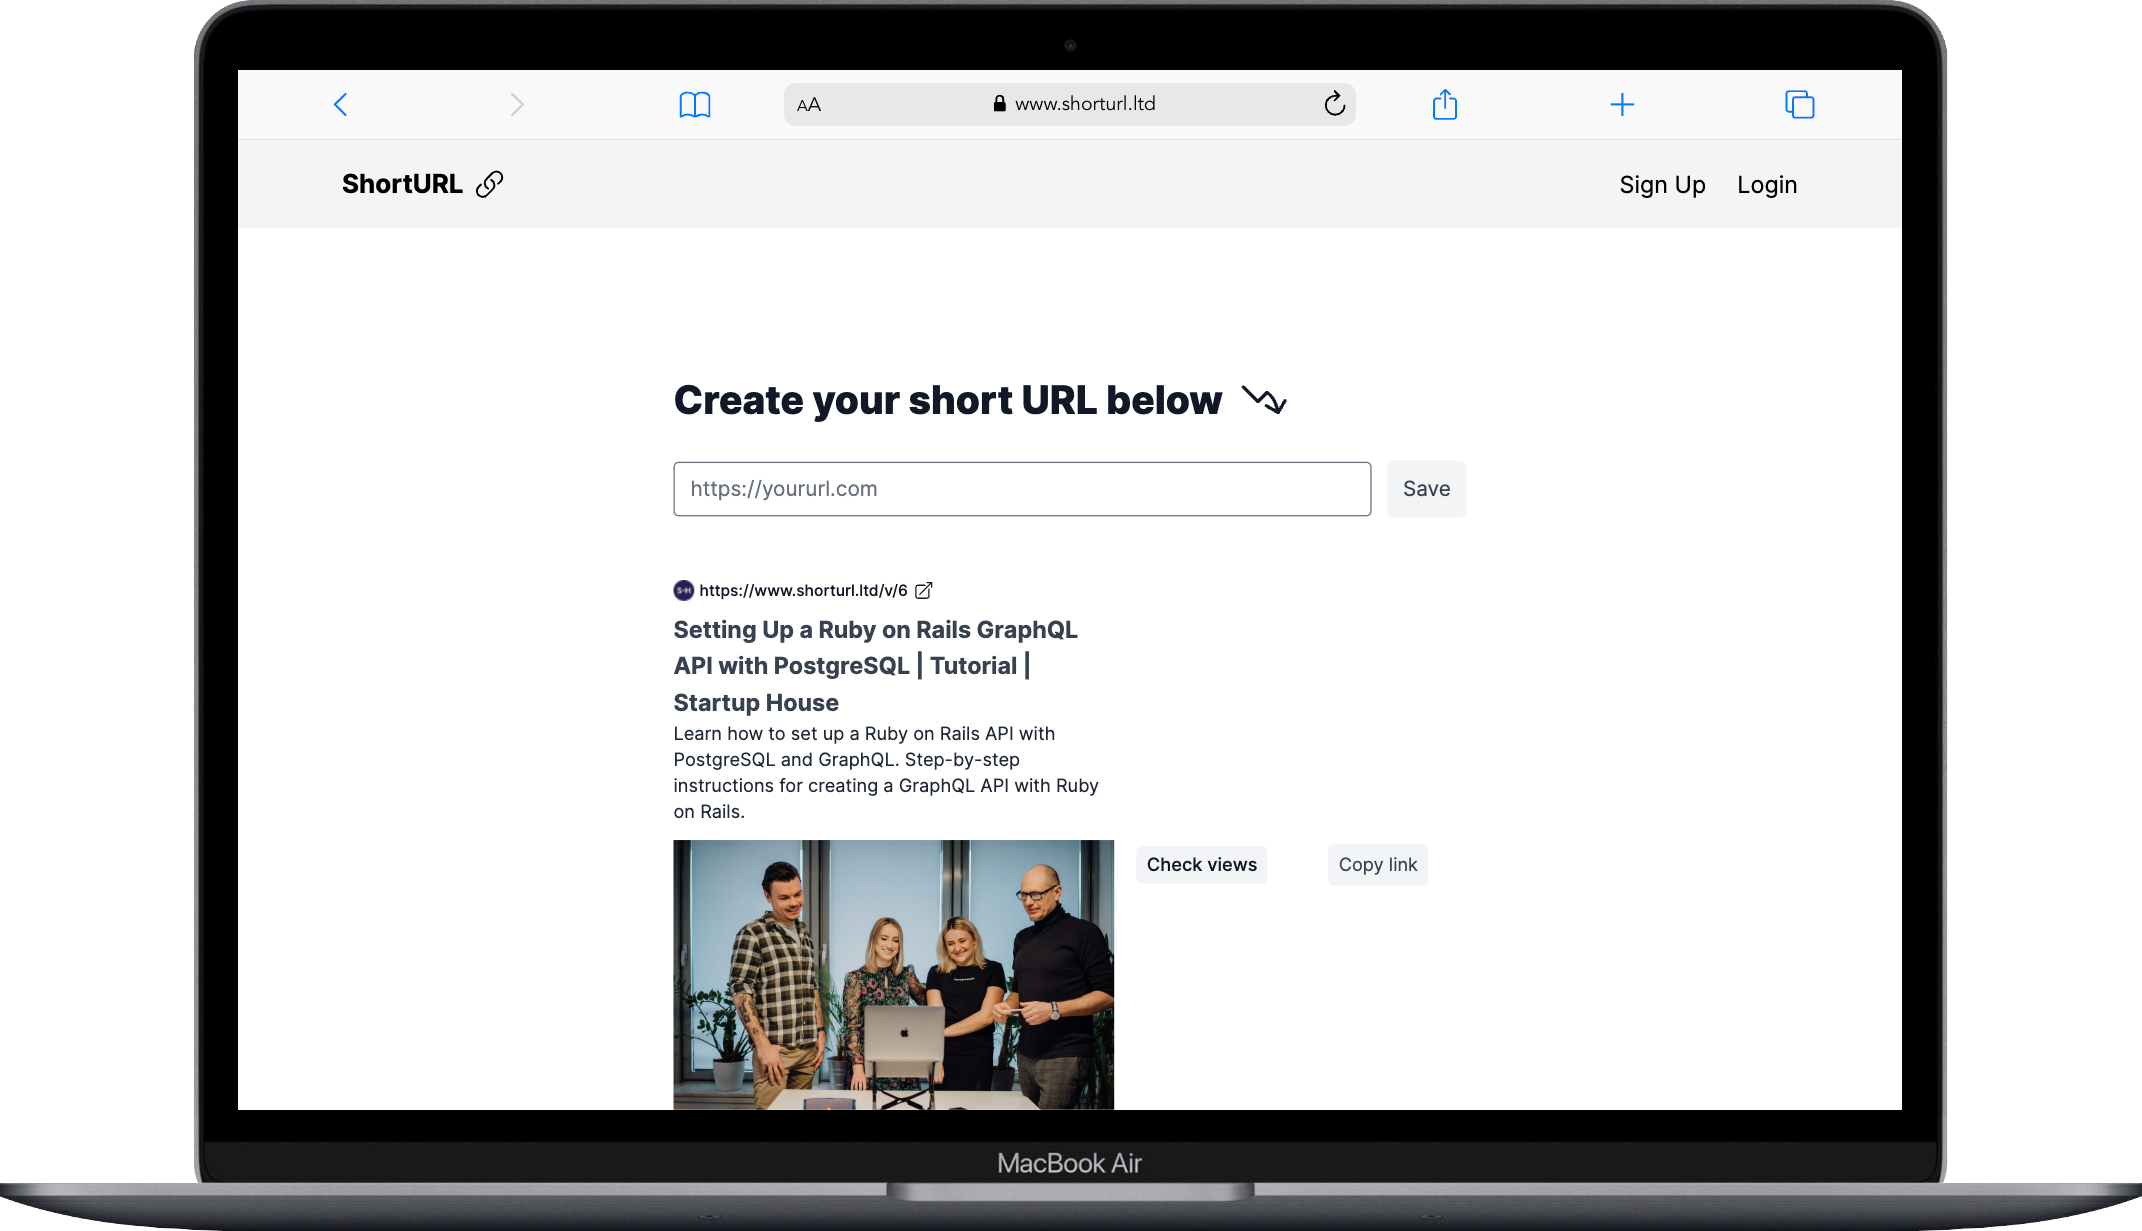 AA www.shorturl.ltd
ShortURL Sign Up Login
Create your short URL below
https://yoururl.com Save
S-H https://www.shorturl.ltd/v/6
Setting Up a Ruby on Rails GraphQL
API with PostgreSQL | Tutorial |
Startup House
Learn how to set up a Ruby on Rails API with
PostgreSQL and GraphQL. Step-by-step
instructions for creating a GraphQL API with Ruby
on Rails.
Check views Copy link
MacBook Air